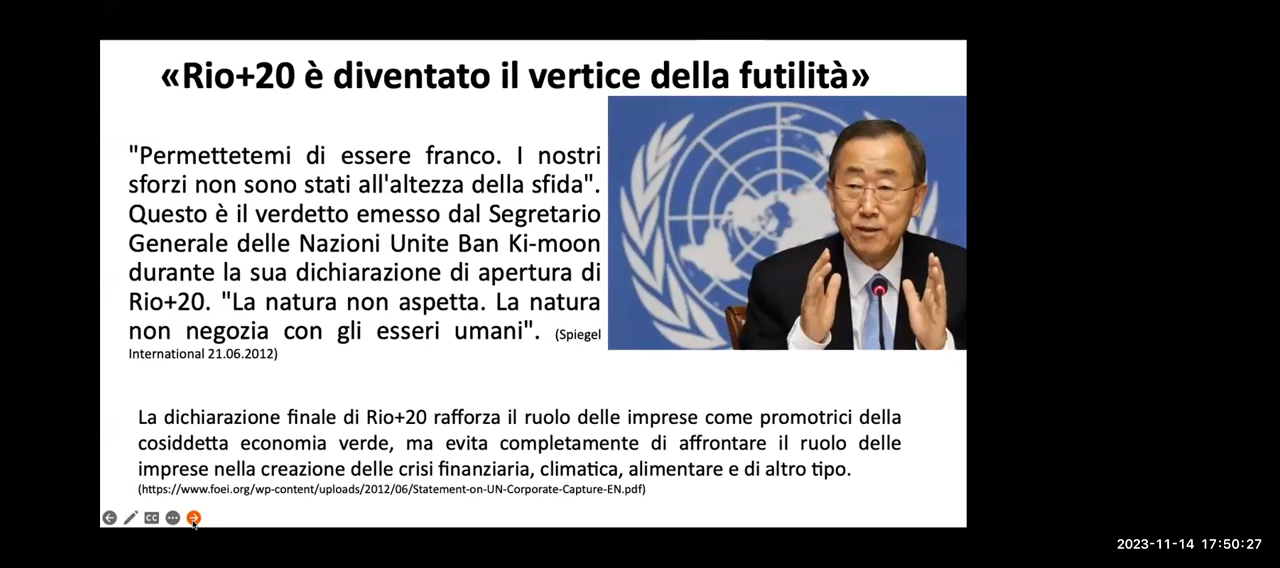 «Rio+20 è diventato il vertice della futilità»
"Permettetemi di essere franco. I nostri
sforzi non sono stati all'altezza della sfida".
Questo è il verdetto emesso dal Segretario
Generale delle Nazioni Unite Ban Ki-moon
durante la sua dichiarazione di apertura di
Rio+20. "La natura non aspetta. La natura
non negozia con gli esseri umani". (Spiegel
International 21.06.2012)
La dichiarazione finale di Rio+20 rafforza il ruolo delle imprese come promotrici della
cosiddetta economia verde, ma evita completamente di affrontare il ruolo delle
imprese nella creazione delle crisi finanziaria, climatica, alimentare e di altro tipo.
(https://www.foei.org/wp-content/uploads/2012/06/Statement-on-UN-Corporate-Capture-EN.pdf)
CC
2023-11-14 17:50:27